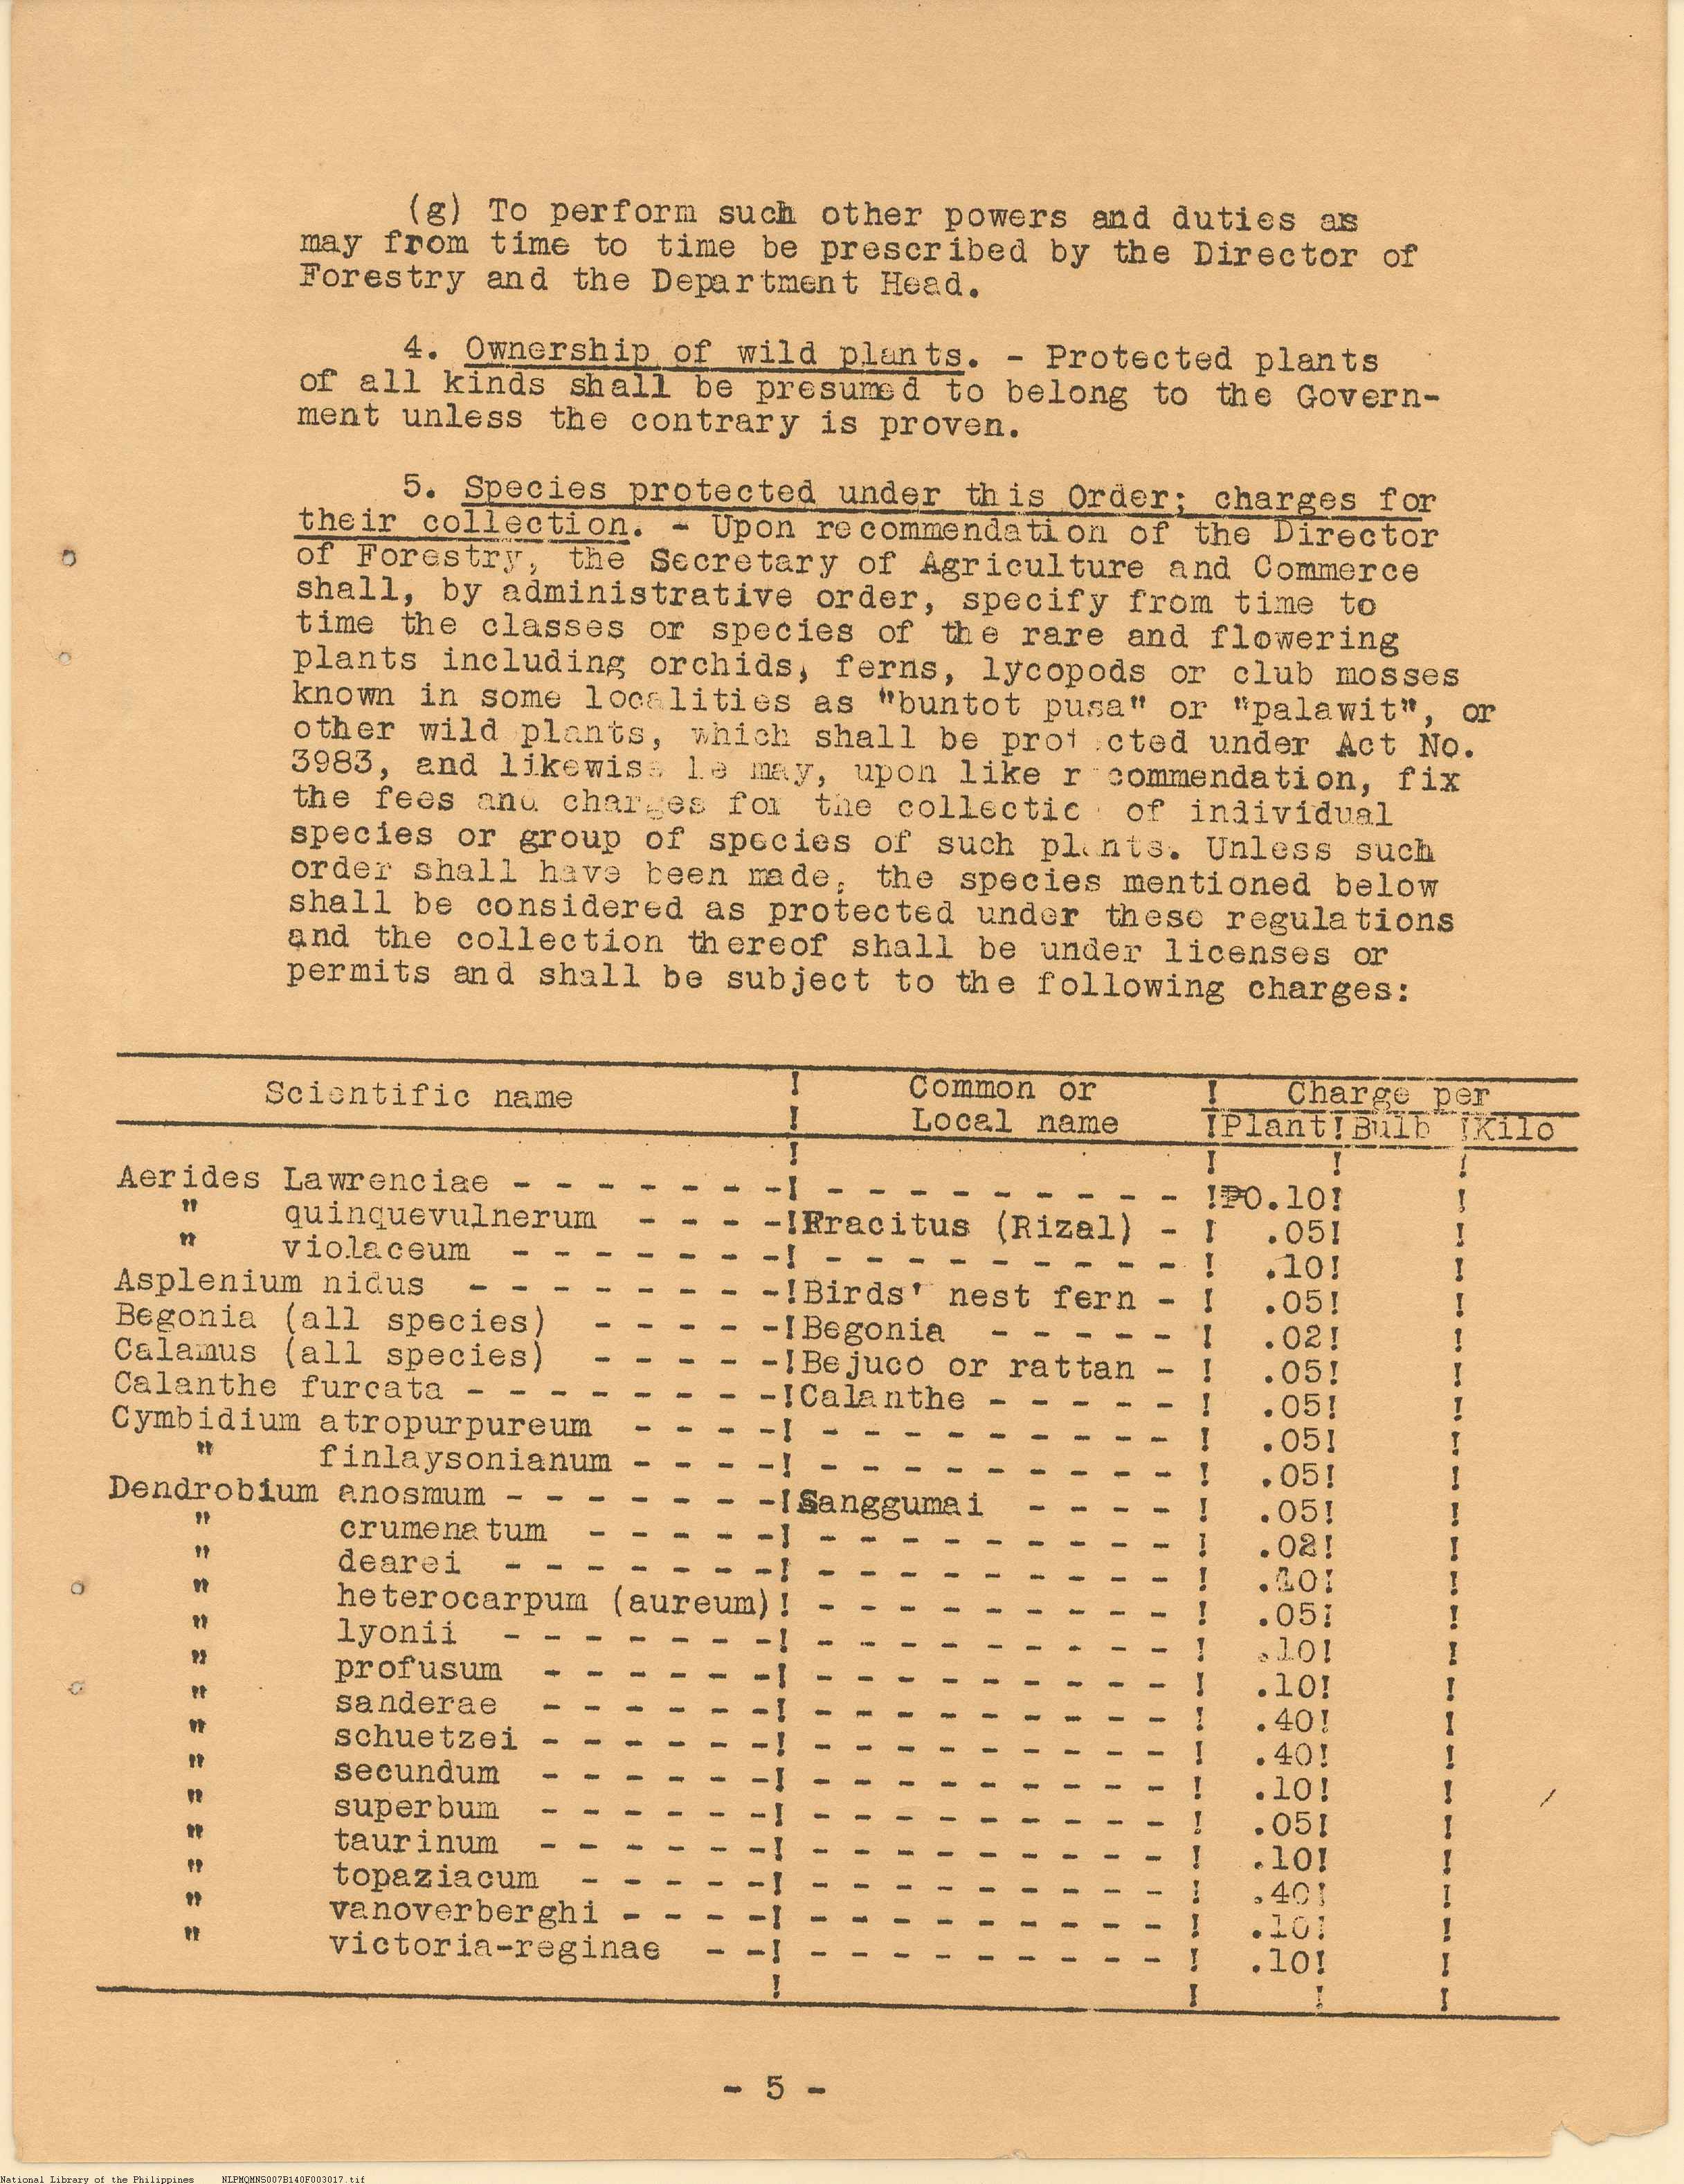 (g) To perform such other powers and duties as
may from time to time be prescribed by the Director of
Forestry and the Department Head.
4. Ownership of wild plants. - Protected plants
of all kinds shall be presumed to belong to the Govern-
ment unless the contrary is proven.
5. Species protected under this Order; charges for
their collection. - Upon recommendation of the Director
of Forestry, the Secretary of Agriculture and Commerce
shall, by administrative order, specify from time to
time the classes or species of the rare and flowering
plants including orchids, ferns, lycopods or club mosses
known in some localities as "buntot pusa" or "palawit", or
other wild plants, which shall be protected under Act No.
3983, and likewise he may, upon like recommendation, fix
the fees and charges for the collection of individual
species or group of species of such plants. Unless such
order shall have been made, the species mentioned below
shall be considered as protected under these regulations
and the collection thereof shall be under licenses or
permits and shall be subject to the following charges:
Scientific name ! Common or ! Charge per
! Local name !Plant! Bulb !Kilo
! ! ! !
Aerides Lawrenciae - - - - - - -! - - - - - - - - - !₱0.10! !
" quinquevulnerum - - - -!Fracitus (Rizal) - ! .05! !
" violaceum - - - - - - -! - - - - - - - - - ! .10! !
Asplenium nidus - - - - - - - -!Birds' nest fern - ! .05! !
Begonia (all species) - - - - -!Begonia - - - - - ! .02! !
Calamus (all species) - - - - -!Bejuco or rattan - ! .05! !
Calanthe furcata - - - - - - - -!Calanthe - - - - - ! .05! !
Cymbidium atropurpureum - - - -! - - - - - - - - - ! .05! !
" finlaysonianum - - - -! - - - - - - - - - ! .05! !
Dendrobium anosmum - - - - - - -!Sanggumai - - - - ! .05! !
" crumenatum - - - - -! - - - - - - - - - ! .02! !
" dearei - - - - - - -! - - - - - - - - - ! .10! !
" heterocarpum (aureum)! - - - - - - - - - ! .05! !
" lyonii - - - - - - -! - - - - - - - - - ! .10! !
" profusum - - - - - -! - - - - - - - - - ! .10! !
" sanderae - - - - - -! - - - - - - - - - ! .40! !
" schuetzei - - - - - -! - - - - - - - - - ! .40! !
" secundum - - - - - -! - - - - - - - - - ! .10! !
" superbum - - - - - -! - - - - - - - - - ! .05! !
" taurinum - - - - - -! - - - - - - - - - ! .10! !
" topaziacum - - - - -! - - - - - - - - - ! .40! !
" vanoverberghi - - - -! - - - - - - - - - ! .10! !
" victoria-reginae - -! - - - - - - - - - ! .10! !
! ! ! !
- 5 -
National Library of the Philippines NLPMQMNS007B140F003017.tif